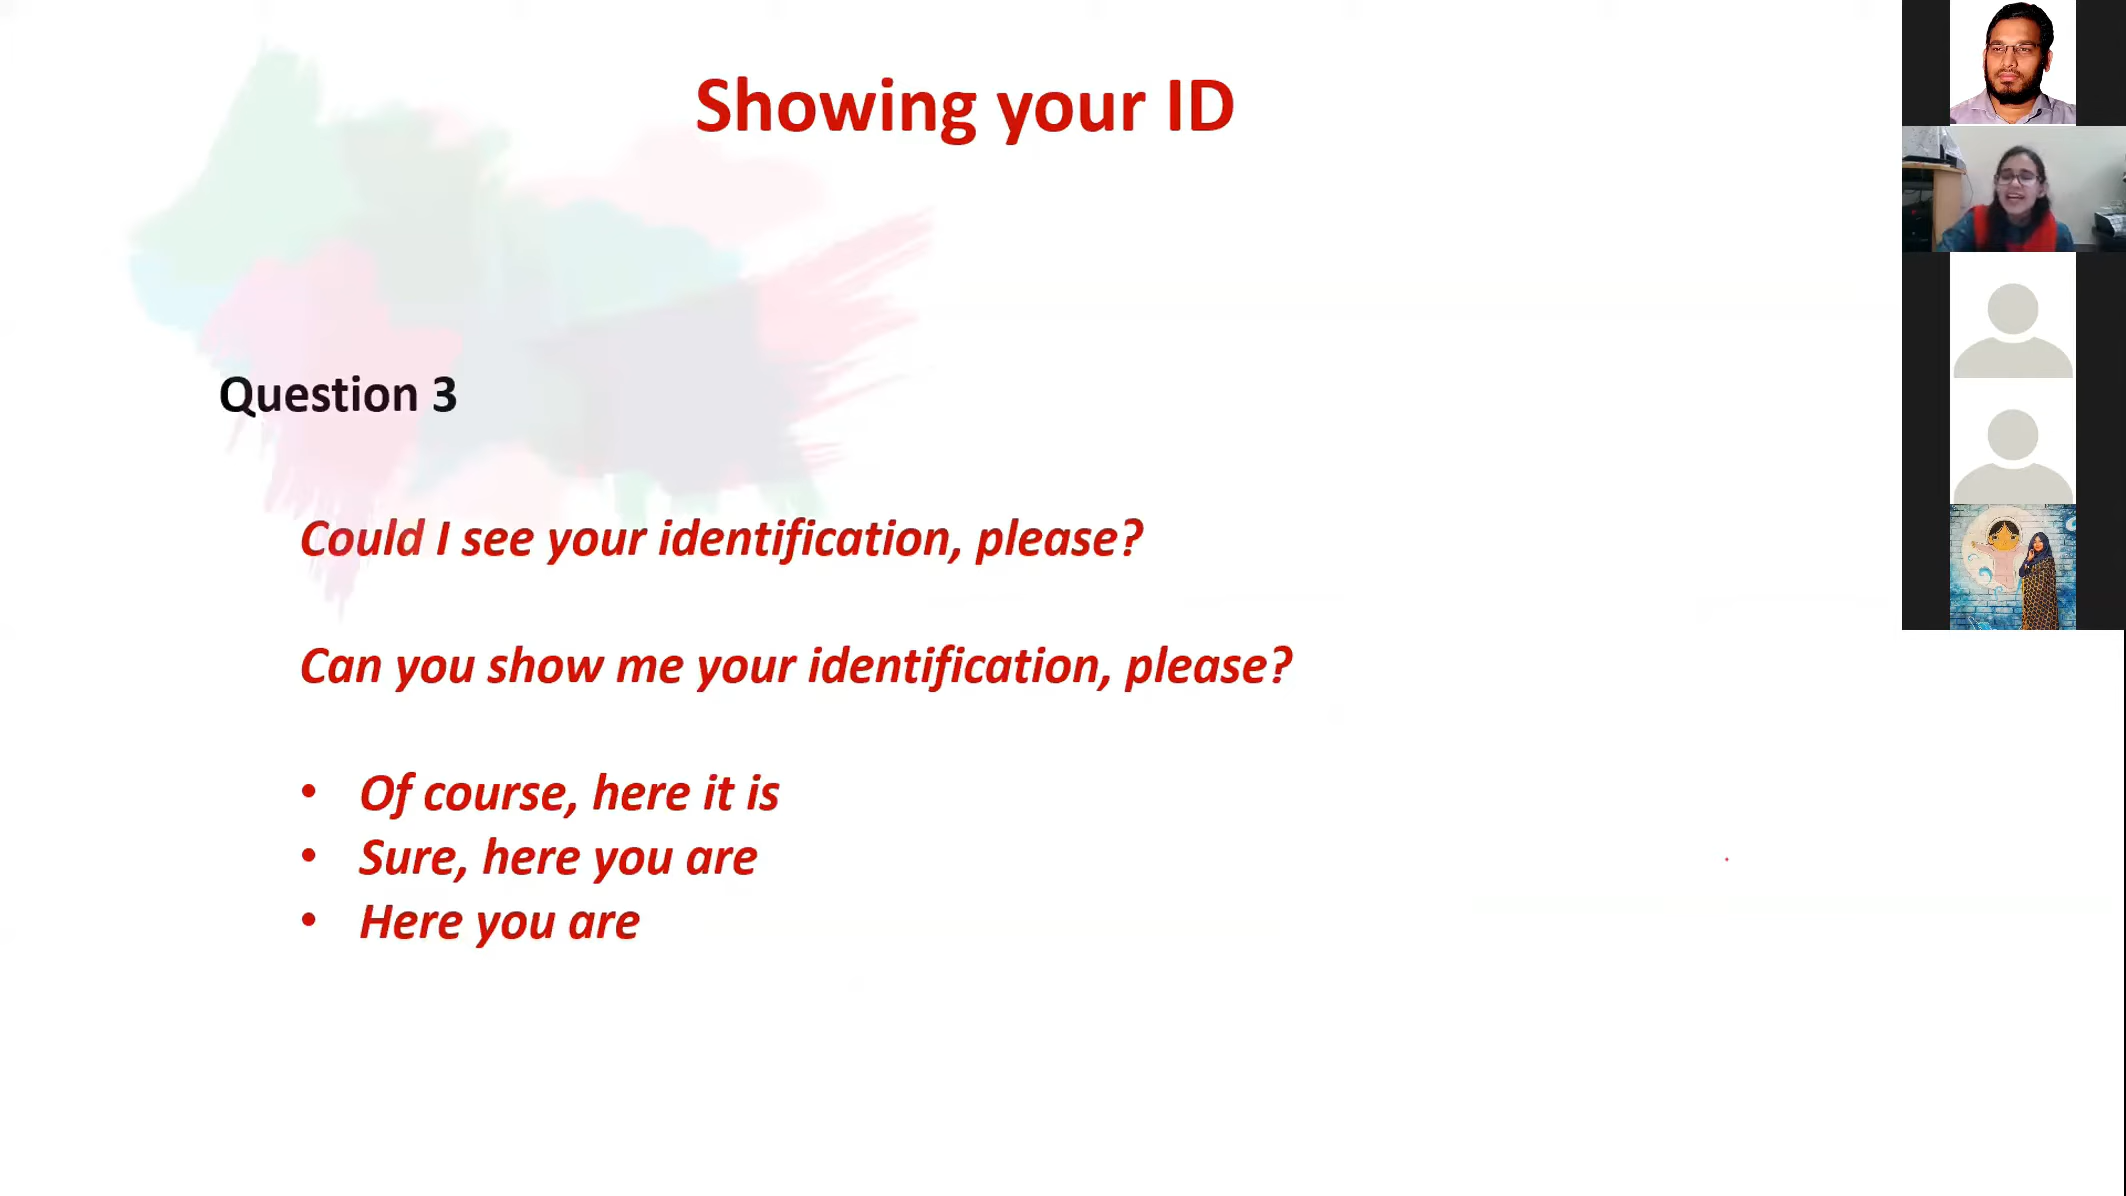 Showing your ID
Question 3
Could I see your identification, please?
Can you show me your identification, please?
• Of course, here it is
• Sure, here you are
• Here you are